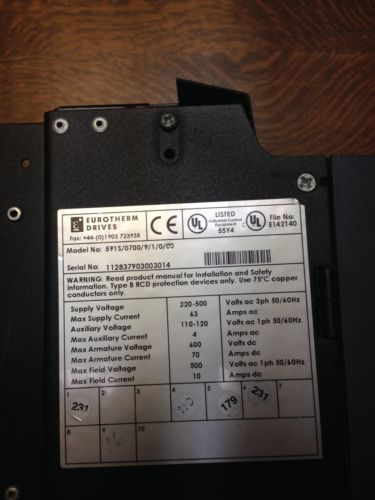 EUROTHERM
DRIVES
Fax: +44-(0)1903 723938
CE
UL
LISTED
Industrial Control
Equipment
55Y4
C UL
File No:
E142140
Model No: 591S/0700/9/1/0/00
Serial No: 112837903003014
WARNING: Read product manual for Installation and Safety
information. Type B RCD protection devices only. Use 75°C copper
conductors only.
Supply Voltage 220-500 Volts ac 3ph 50/60Hz
Max Supply Current 63 Amps ac
Auxiliary Voltage 110-120 Volts ac 1ph 50/60Hz
Max Auxiliary Current 4 Amps ac
Max Armature Voltage 600 Volts dc
Max Armature Current 70 Amps dc
Max Field Voltage 500 Volts ac 1ph 50/60Hz
Max Field Current 10 Amps dc
1 2 3 4 5 6 7
231 179 231
8 9 10
16